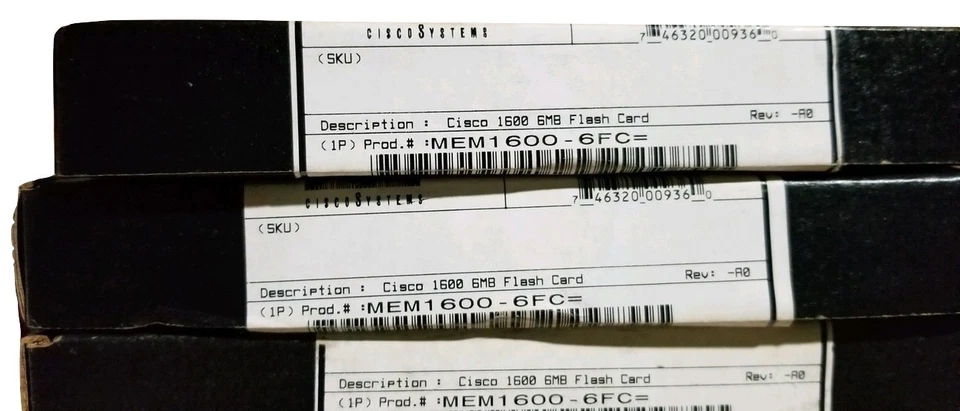 CISCO SYSTEMS
7 46320 00936 0
(SKU)
Description : Cisco 1600 6MB Flash Card Rev: -A0
(1P) Prod.# :MEM1600-6FC=
CISCO SYSTEMS
7 46320 00936 0
(SKU)
Description : Cisco 1600 6MB Flash Card Rev: -A0
(1P) Prod.# :MEM1600-6FC=
Description : Cisco 1600 6MB Flash Card Rev: -A0
(1P) Prod.# :MEM1600-6FC=